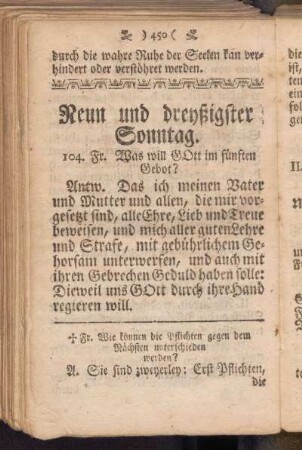 ) 450 (
durch die wahre Ruhe der Seelen kan ver-
hindert oder verstöhret werden.
Neun und dreyßigster
Sonntag.
104. Fr. Was will GOtt im fünften
Gebot?
Antw. Das ich meinen Vater
und Mutter und allen, die mir vor-
gesetzt sind, alle Ehre, Lieb und Treue
beweisen, und mich aller guten Lehre
und Strafe, mit gebührlichem Ge-
horsam unterwerfen, und auch mit
ihren Gebrechen Geduld haben solle:
Dieweil uns GOtt durch ihre Hand
regieren will.
† Fr. Wie können die Pflichten gegen dem
Nächsten unterschieden
werden?
A. Sie sind zweyerley: Erst Pflichten,
die